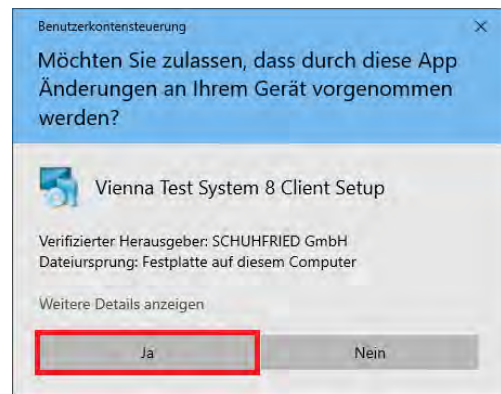 Benutzerkontensteuerung
Möchten Sie zulassen, dass durch diese App
Änderungen an Ihrem Gerät vorgenommen
werden?
Vienna Test System 8 Client Setup
Verifizierter Herausgeber: SCHUHFRIED GmbH
Dateiursprung: Festplatte auf diesem Computer
Weitere Details anzeigen
Ja
Nein